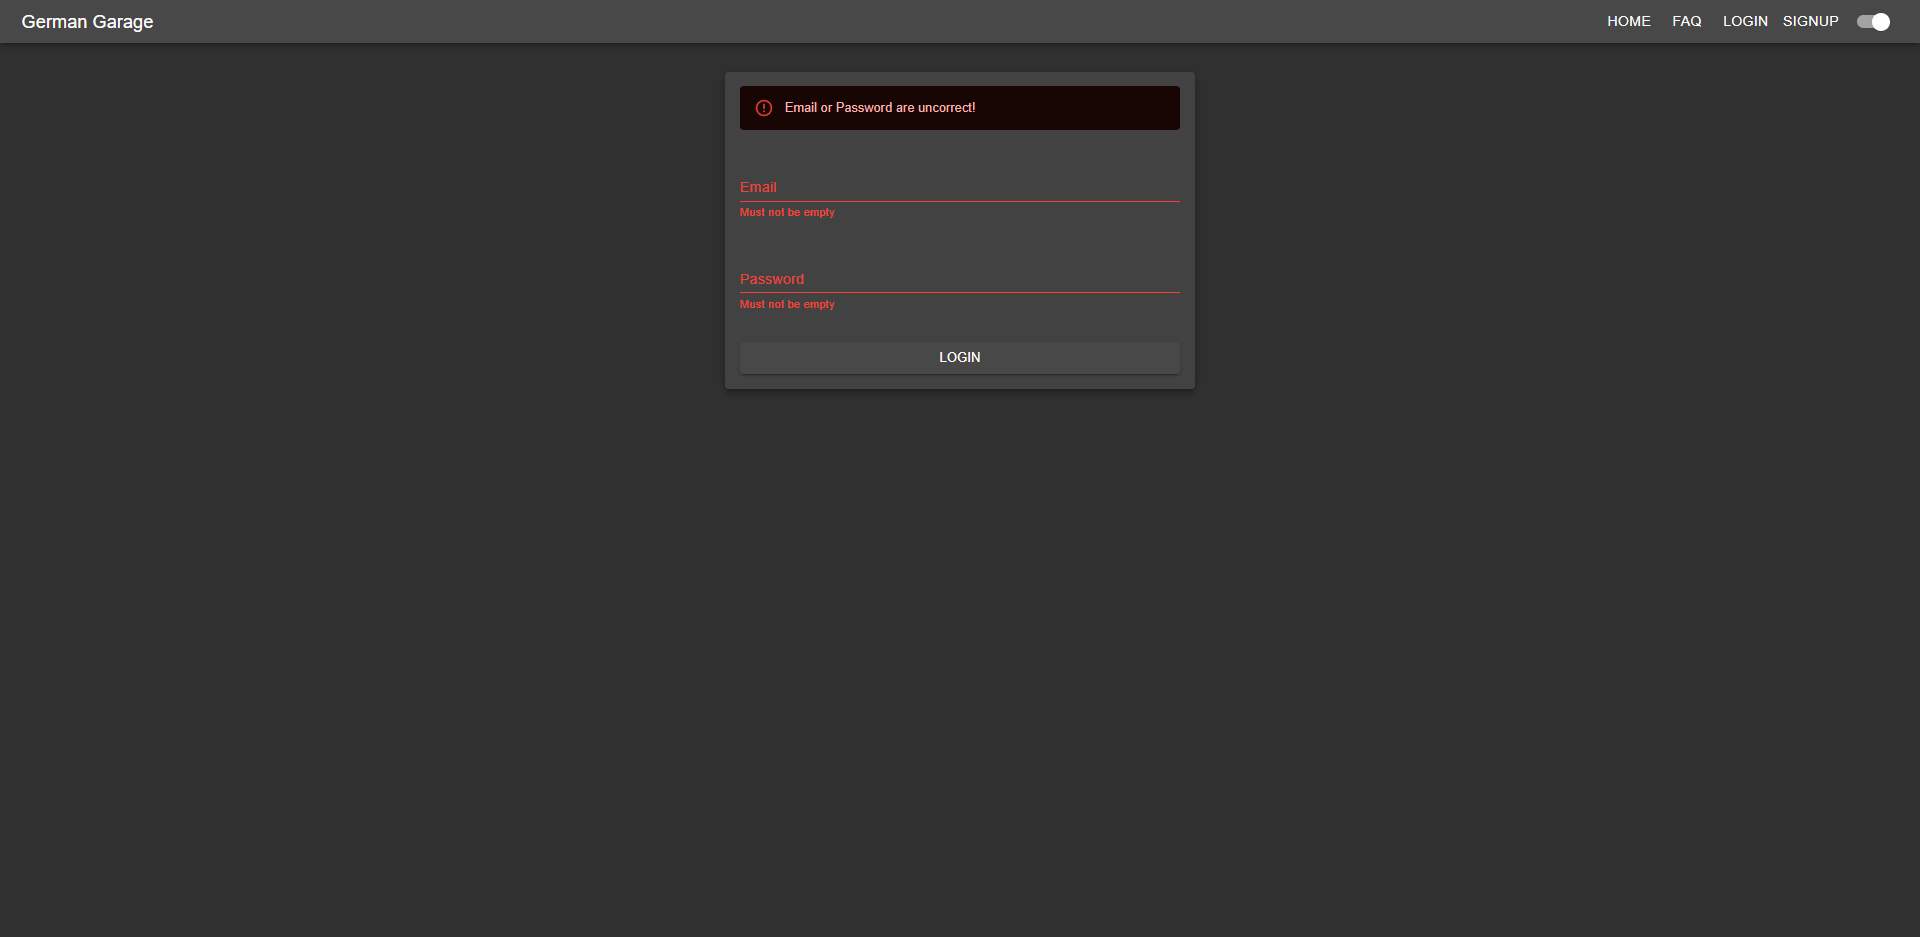 German Garage
HOME FAQ LOGIN SIGNUP
Email or Password are uncorrect!
Email
Must not be empty
Password
Must not be empty
LOGIN